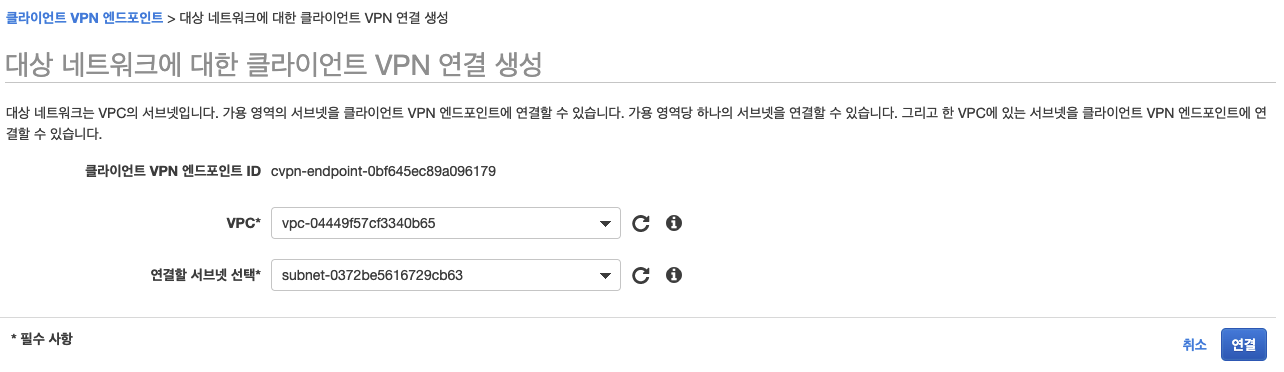 클라이언트 VPN 엔드포인트 > 대상 네트워크에 대한 클라이언트 VPN 연결 생성
대상 네트워크에 대한 클라이언트 VPN 연결 생성
대상 네트워크는 VPC의 서브넷입니다. 가용 영역의 서브넷을 클라이언트 VPN 엔드포인트에 연결할 수 있습니다. 가용 영역당 하나의 서브넷을 연결할 수 있습니다. 그리고 한 VPC에 있는 서브넷을 클라이언트 VPN 엔드포인트에 연
결할 수 있습니다.
클라이언트 VPN 엔드포인트 ID cvpn-endpoint-0bf645ec89a096179
VPC* vpc-04449f57cf3340b65
연결할 서브넷 선택* subnet-0372be5616729cb63
* 필수 사항
취소 연결